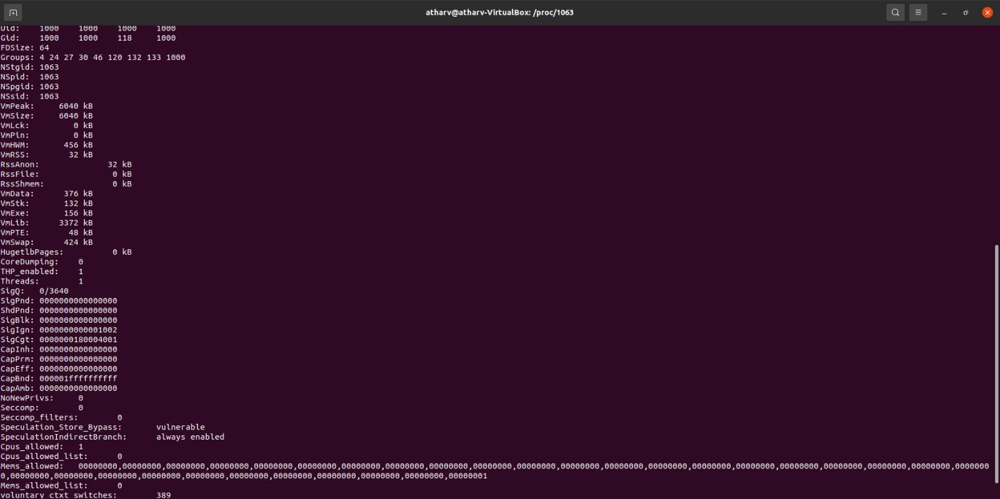 atharv@atharv-VirtualBox: /proc/1063
Uid:	1000	1000	1000	1000
Gid:	1000	1000	118	1000
FDSize:	64
Groups:	4 24 27 30 46 120 132 133 1000
NStgid:	1063
NSpid:	1063
NSpgid:	1063
NSsid:	1063
VmPeak:	    6040 kB
VmSize:	    6040 kB
VmLck:	       0 kB
VmPin:	       0 kB
VmHWM:	     456 kB
VmRSS:	      32 kB
RssAnon:	      32 kB
RssFile:	       0 kB
RssShmem:	       0 kB
VmData:	     376 kB
VmStk:	     132 kB
VmExe:	     156 kB
VmLib:	    3372 kB
VmPTE:	      48 kB
VmSwap:	     424 kB
HugetlbPages:	       0 kB
CoreDumping:	0
THP_enabled:	1
Threads:	1
SigQ:	0/3640
SigPnd:	0000000000000000
ShdPnd:	0000000000000000
SigBlk:	0000000000000000
SigIgn:	0000000000001002
SigCgt:	0000000180004001
CapInh:	0000000000000000
CapPrm:	0000000000000000
CapEff:	0000000000000000
CapBnd:	000001ffffffffff
CapAmb:	0000000000000000
NoNewPrivs:	0
Seccomp:	0
Seccomp_filters:	0
Speculation_Store_Bypass:	vulnerable
SpeculationIndirectBranch:	always enabled
Cpus_allowed:	1
Cpus_allowed_list:	0
Mems_allowed:	00000000,00000000,00000000,00000000,00000000,00000000,00000000,00000000,00000000,00000000,00000000,00000000,00000000,00000000,00000000,00000000,00000000,00000000,00000000,00000000,0000000
0,00000000,00000000,00000000,00000000,00000000,00000000,00000000,00000000,00000000,00000000,00000001
Mems_allowed_list:	0
voluntary_ctxt_switches:	389